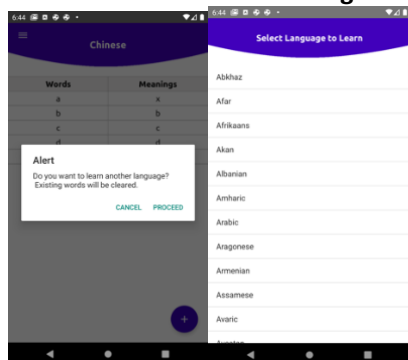 6:44
Chinese
Words Meanings
a x
b b
c c
d d
Alert
Do you want to learn another language?
Existing words will be cleared.
CANCEL PROCEED
+
6:44
Select Language to Learn
Abkhaz
Afar
Afrikaans
Akan
Albanian
Amharic
Arabic
Aragonese
Armenian
Assamese
Avaric